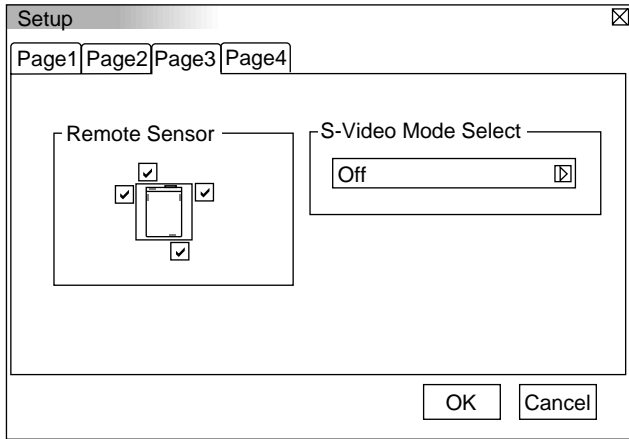 Setup
Page1 Page2 Page3 Page4
Remote Sensor
S-Video Mode Select
Off
OK Cancel